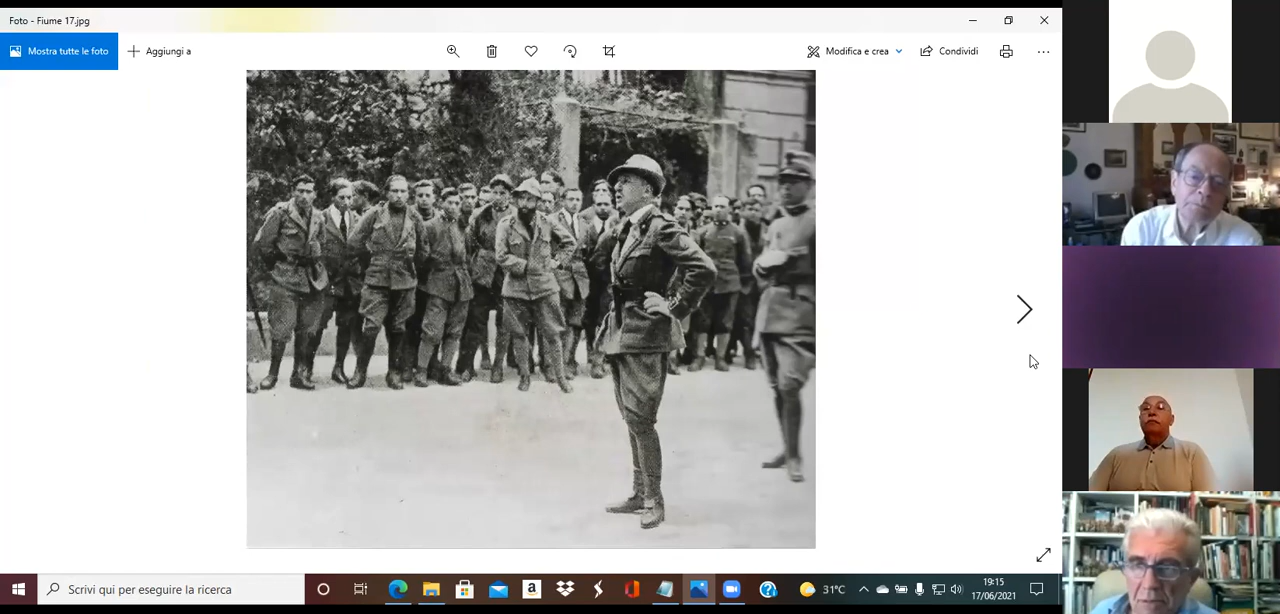 Foto - Fiume 17.jpg
Mostra tutte le foto
Aggiungi a
Modifica e crea
Condividi
Scrivi qui per eseguire la ricerca
a
31°C
19:15
17/06/2021